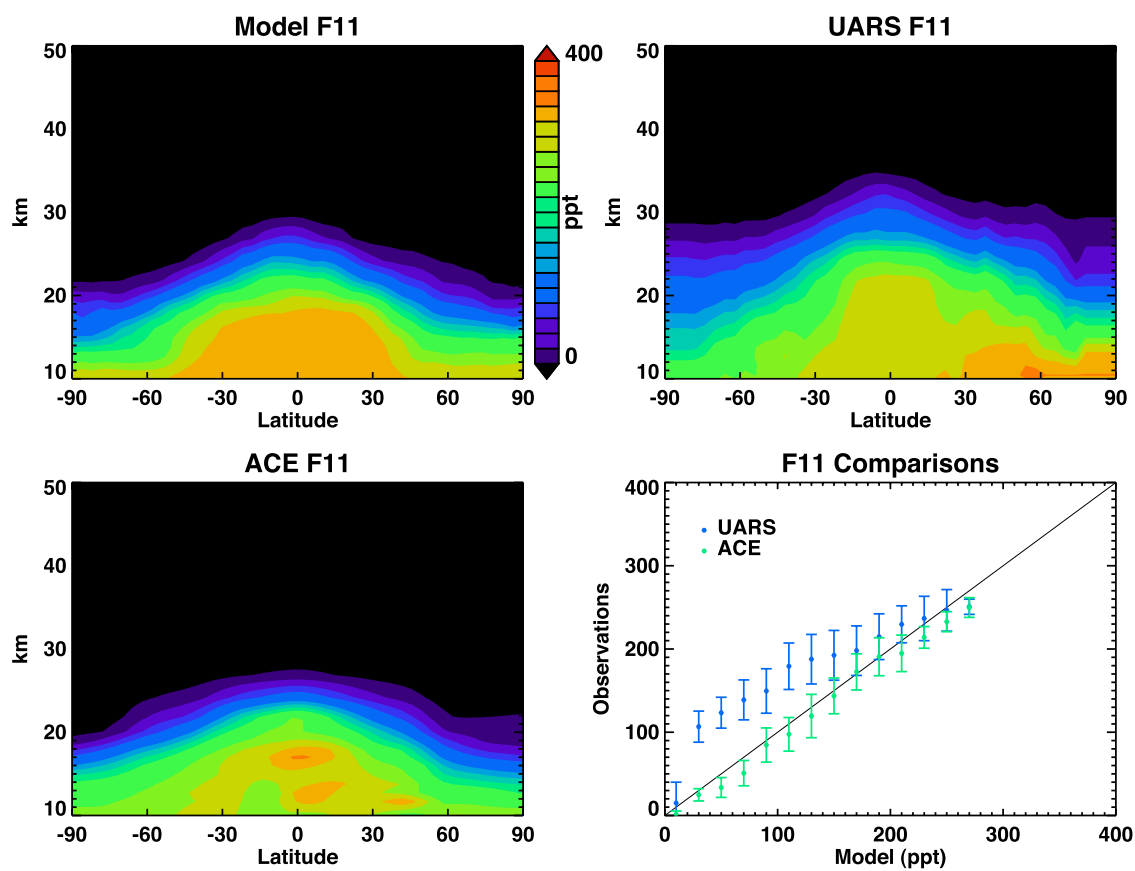 Model F11
50
40
30
20
10
km
-90 -60 -30 0 30 60 90
Latitude
400
ppt
0
UARS F11
50
40
30
20
10
km
-90 -60 -30 0 30 60 90
Latitude
ACE F11
50
40
30
20
10
km
-90 -60 -30 0 30 60 90
Latitude
F11 Comparisons
400
300
200
100
0
Observations
UARS
ACE
0 100 200 300 400
Model (ppt)